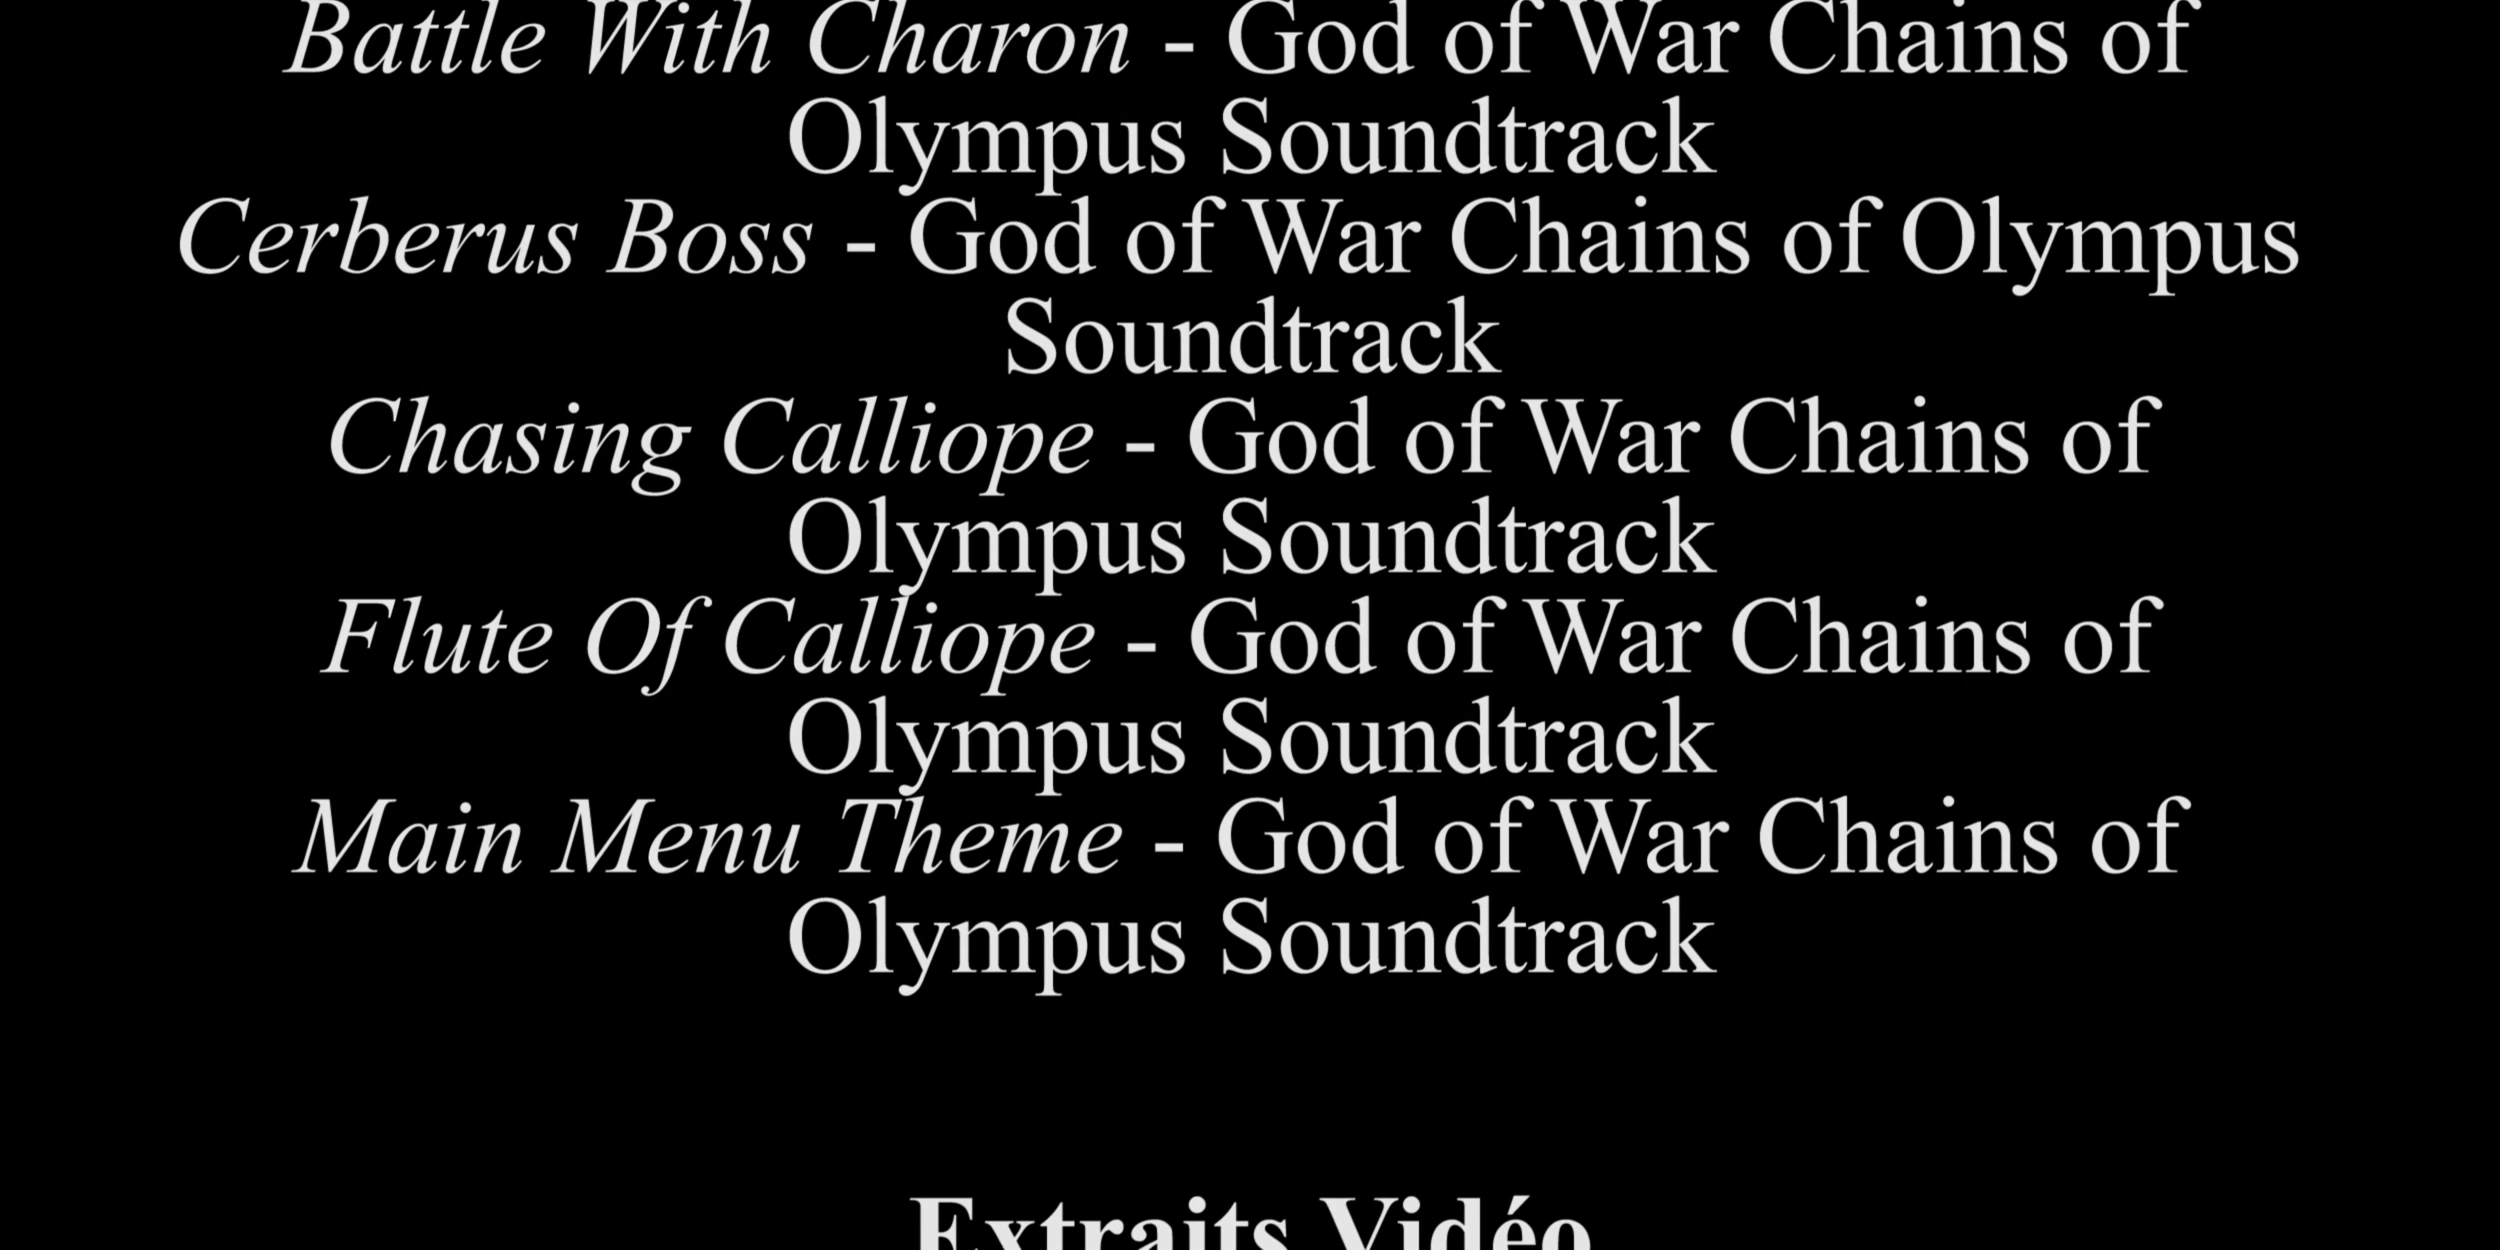 Battle With Charon - God of War Chains of
Olympus Soundtrack
Cerberus Boss - God of War Chains of Olympus
Soundtrack
Chasing Calliope - God of War Chains of
Olympus Soundtrack
Flute Of Calliope - God of War Chains of
Olympus Soundtrack
Main Menu Theme - God of War Chains of
Olympus Soundtrack
Extraits Vidéo